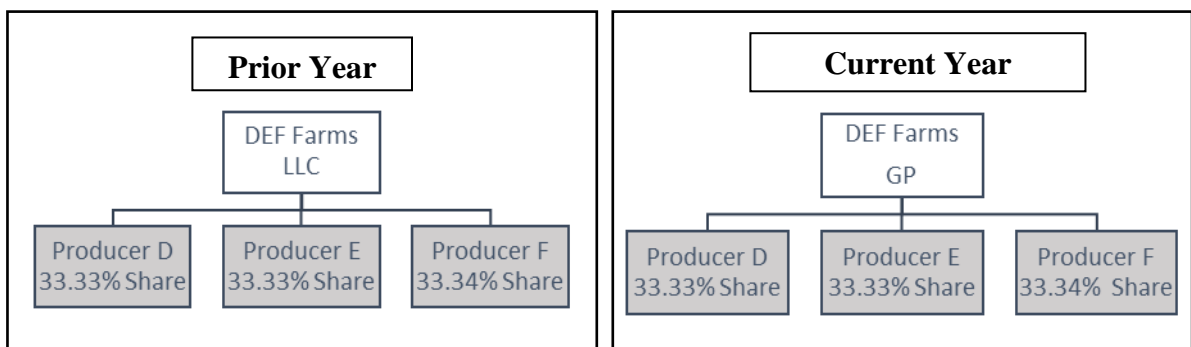 Prior Year
DEF Farms
LLC
Producer D
33.33% Share
Producer E
33.33% Share
Producer F
33.34% Share
Current Year
DEF Farms
GP
Producer D
33.33% Share
Producer E
33.33% Share
Producer F
33.34% Share